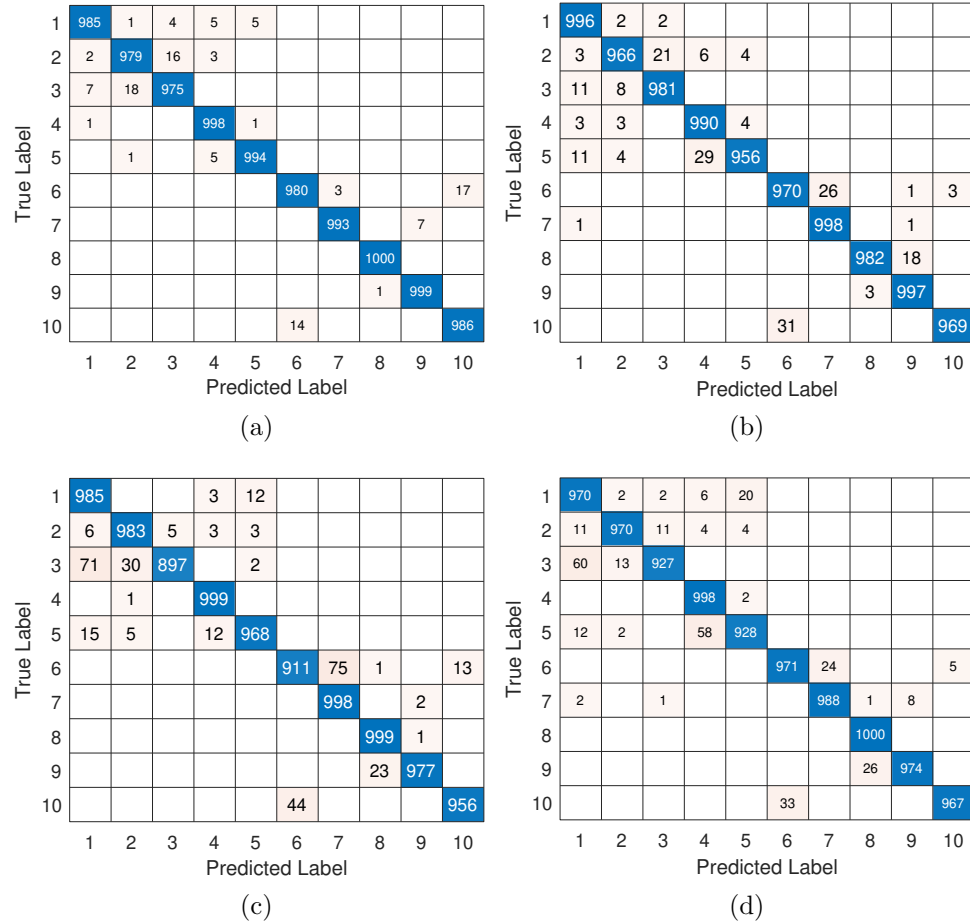 1 985 1 4 5 5
2 2 979 16 3
3 7 18 975
4 1 998 1
5 1 5 994
6 980 3 17
7 993 7
8 1000
9 1 999
10 14 986
1 2 3 4 5 6 7 8 9 10
True Label
Predicted Label
(a)
1 996 2 2
2 3 966 21 6 4
3 11 8 981
4 3 3 990 4
5 11 4 29 956
6 970 26 1 3
7 1 998 1
8 982 18
9 3 997
10 31 969
1 2 3 4 5 6 7 8 9 10
True Label
Predicted Label
(b)
1 985 3 12
2 6 983 5 3 3
3 71 30 897 2
4 1 999
5 15 5 12 968
6 911 75 1 13
7 998 2
8 999 1
9 23 977
10 44 956
1 2 3 4 5 6 7 8 9 10
True Label
Predicted Label
(c)
1 970 2 2 6 20
2 11 970 11 4 4
3 60 13 927
4 998 2
5 12 2 58 928
6 971 24 5
7 2 1 988 1 8
8 1000
9 26 974
10 33 967
1 2 3 4 5 6 7 8 9 10
True Label
Predicted Label
(d)